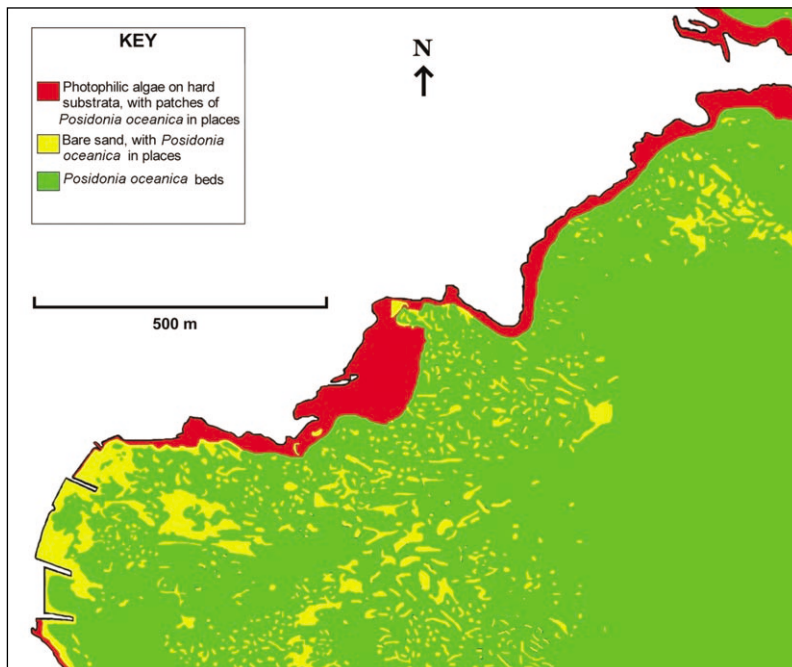 KEY
Photophilic algae on hard
substrata, with patches of
Posidonia oceanica in places
Bare sand, with Posidonia
oceanica in places
Posidonia oceanica beds
N
500 m